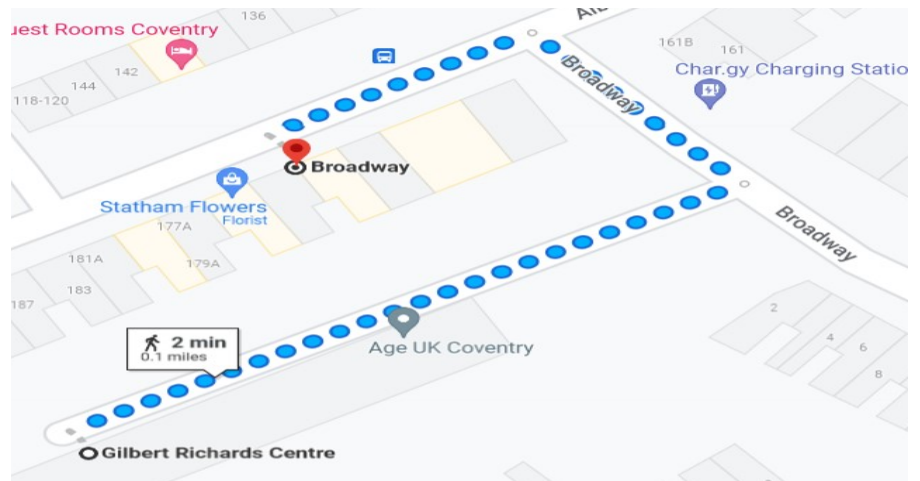 136
uest Rooms Coventry
142
144
118-120
161B
161
Broadway
Char.gy Charging Statio
Broadway
Statham Flowers
Florist
177A
179A
181A
183
187
Broadway
2 min
0.1 miles
Age UK Coventry
2
4
6
8
Gilbert Richards Centre